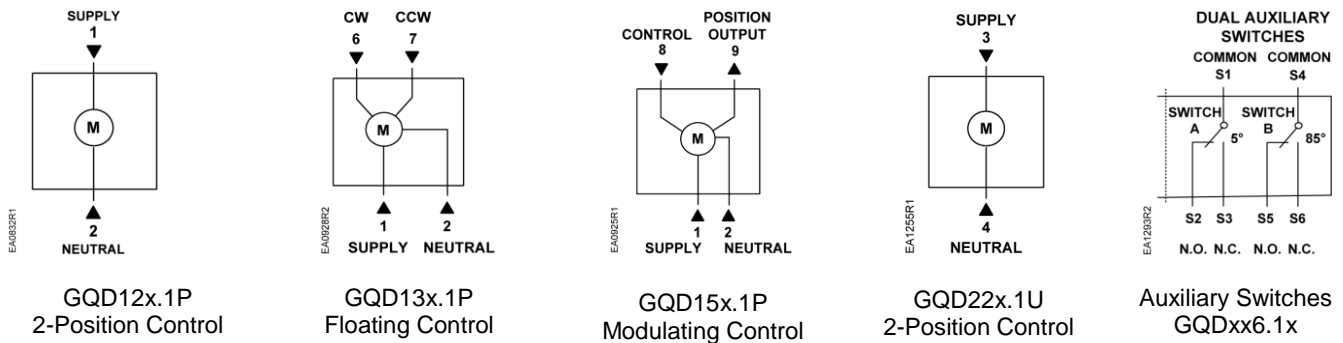 SUPPLY
1
M
2
NEUTRAL
EA0832R1
GQD12x.1P
2-Position Control
CW CCW
6 7
M
1 2
SUPPLY NEUTRAL
EA0928R2
GQD13x.1P
Floating Control
POSITION
CONTROL OUTPUT
8 9
M
1 2
SUPPLY NEUTRAL
EA0925R1
GQD15x.1P
Modulating Control
SUPPLY
3
M
4
NEUTRAL
EA1255R1
GQD22x.1U
2-Position Control
DUAL AUXILIARY
SWITCHES
COMMON COMMON
S1 S4
SWITCH SWITCH
A 5° B 85°
S2 S3 S5 S6
N.O. N.C. N.O. N.C.
EA1293R2
Auxiliary Switches
GQDxx6.1x